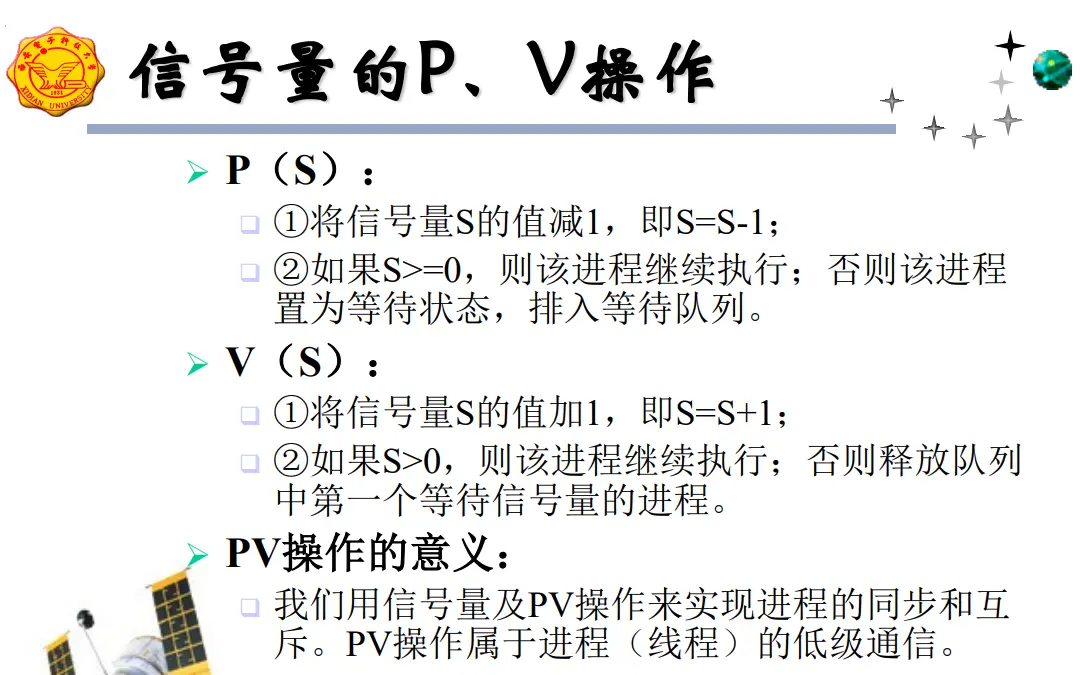 信号量的P、V操作
P（S）：
①将信号量S的值减1，即S=S-1；
②如果S>=0，则该进程继续执行；否则该进程
置为等待状态，排入等待队列。
V（S）：
①将信号量S的值加1，即S=S+1；
②如果S>0，则该进程继续执行；否则释放队列
中第一个等待信号量的进程。
PV操作的意义：
我们用信号量及PV操作来实现进程的同步和互
斥。PV操作属于进程（线程）的低级通信。
西安电子科技大学
1931
XIDIAN UNIVERSITY